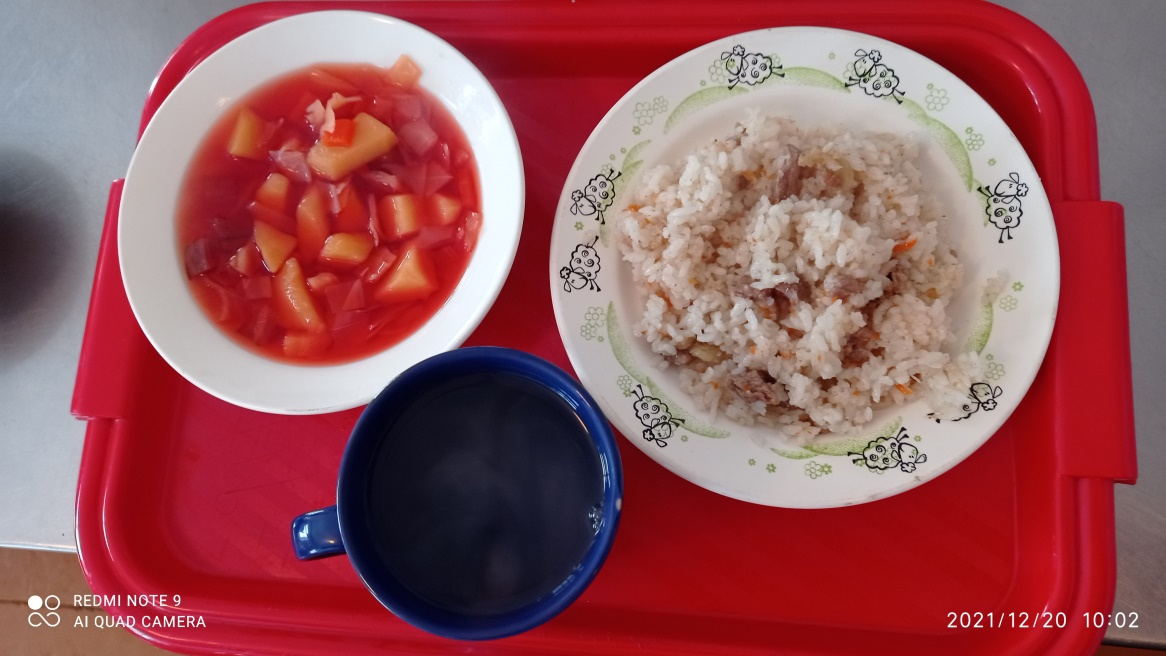 REDMI NOTE 9
AI QUAD CAMERA
2021/12/20 10:02